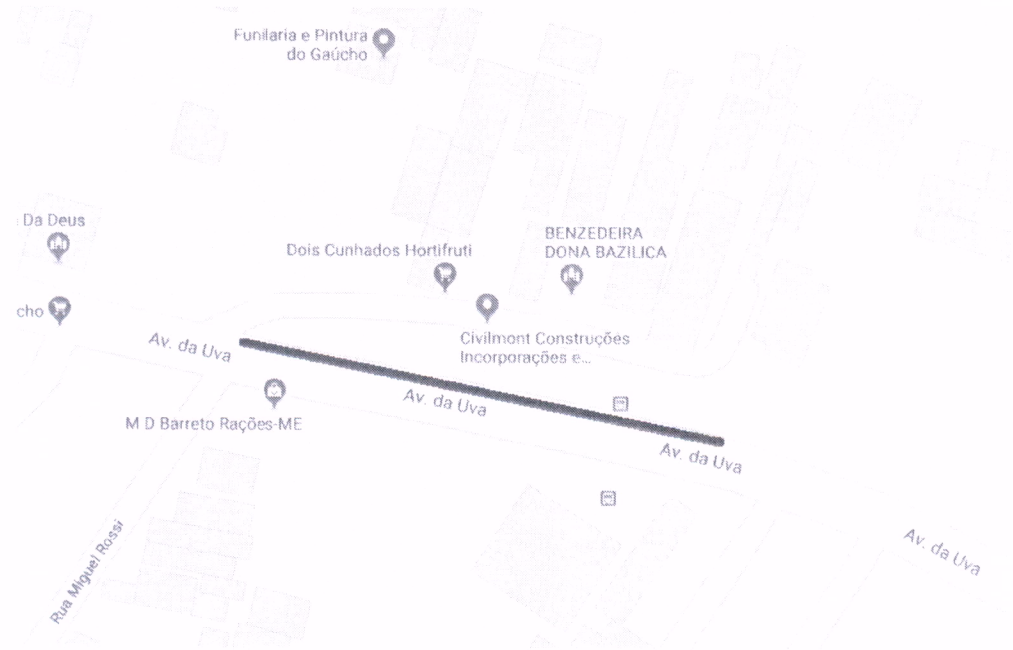 Funilaria e Pintura
do Gaúcho
Da Deus
BENZEDEIRA
DONA BAZILICA
Dois Cunhados Hortifruti
cho
Av. da Uva
Civilmont Construções
Incorporações e...
Av. da Uva
M D Barreto Rações-ME
Av. da Uva
Rua Miguel Rossi
Av. da Uva